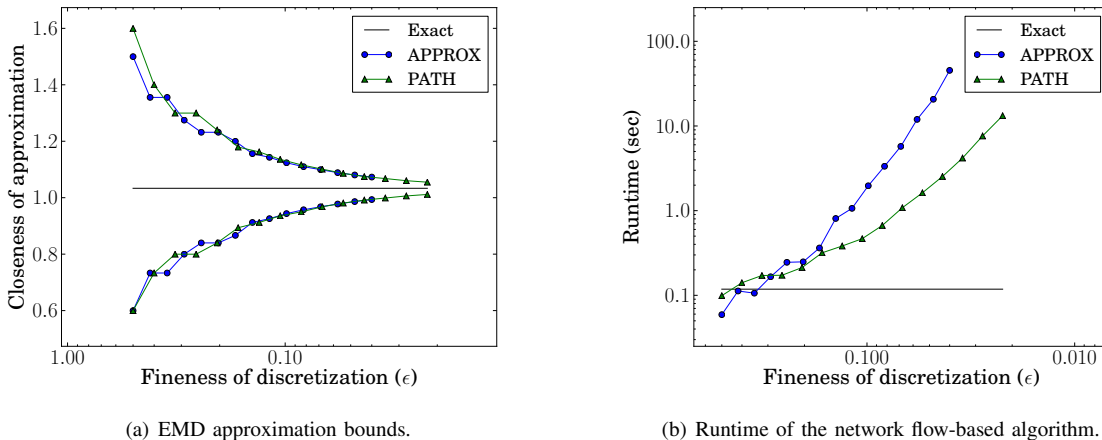 1.6
1.4
1.2
1.0
0.8
0.6
Closeness of approximation
Exact
APPROX
PATH
1.00
0.10
Fineness of discretization (ϵ)
(a) EMD approximation bounds.
100.0
10.0
1.0
0.1
Runtime (sec)
Exact
APPROX
PATH
0.100
0.010
Fineness of discretization (ϵ)
(b) Runtime of the network flow-based algorithm.